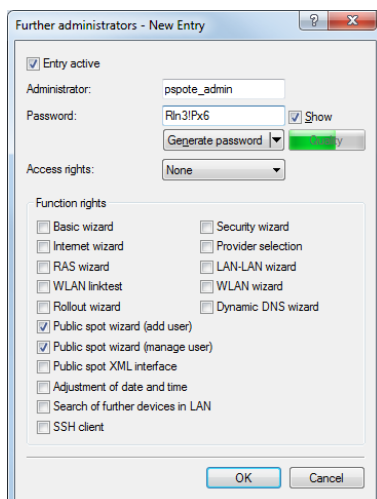 Further administrators - New Entry
Entry active
Administrator: pspote_admin
Password: Rln3!Px6 Show
Generate password Quality
Access rights: None
Function rights
Basic wizard Security wizard
Internet wizard Provider selection
RAS wizard LAN-LAN wizard
WLAN linktest WLAN wizard
Rollout wizard Dynamic DNS wizard
Public spot wizard (add user)
Public spot wizard (manage user)
Public spot XML interface
Adjustment of date and time
Search of further devices in LAN
SSH client
OK Cancel